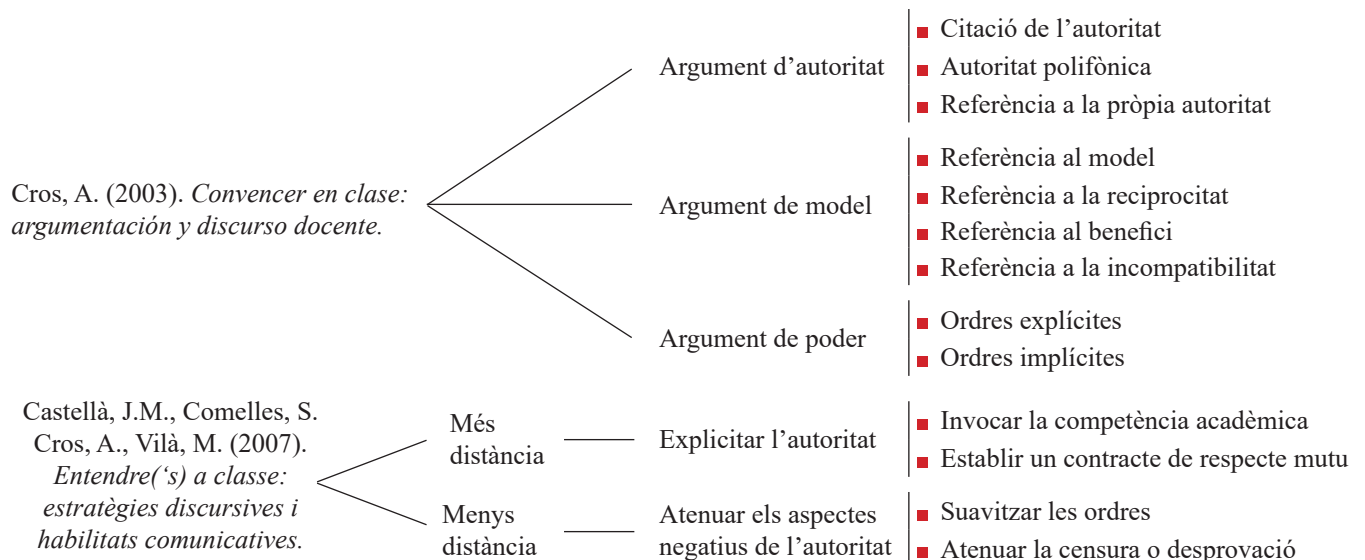 Cros, A. (2003). Convencer en clase:
argumentación y discurso docente.
Argument d'autoritat
Citació de l'autoritat
Autoritat polifònica
Referència a la pròpia autoritat
Argument de model
Referència al model
Referència a la reciprocitat
Referència al benefici
Referència a la incompatibilitat
Argument de poder
Ordres explícites
Ordres implícites
Castellà, J.M., Comelles, S.
Cros, A., Vilà, M. (2007).
Entendre(‘s) a classe:
estratègies discursives i
habilitats comunicatives.
Més
distància
Explicitar l’autoritat
Invocar la competència acadèmica
Establir un contracte de respecte mutu
Menys
distància
Atenuar els aspectes
negatius de l’autoritat
Suavitzar les ordres
Atenuar la censura o desprovació